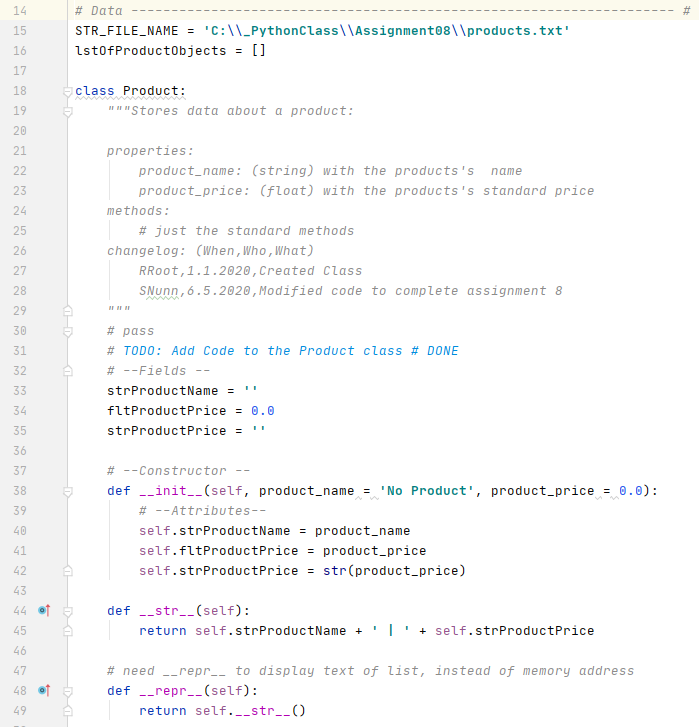 14 # Data -------------------------------------------------------------------- #
15 STR_FILE_NAME = 'C:\\_PythonClass\\Assignment08\\products.txt'
16 lstOfProductObjects = []
17
18 class Product:
19     """Stores data about a product:
20
21     properties:
22         product_name: (string) with the products's  name
23         product_price: (float) with the products's standard price
24     methods:
25         # just the standard methods
26     changelog: (When,Who,What)
27         RRoot,1.1.2020,Created Class
28         SNunn,6.5.2020,Modified code to complete assignment 8
29     """
30     # pass
31     # TODO: Add Code to the Product class # DONE
32     # --Fields --
33     strProductName = ''
34     fltProductPrice = 0.0
35     strProductPrice = ''
36
37     # --Constructor --
38     def __init__(self, product_name = 'No Product', product_price = 0.0):
39         # --Attributes--
40         self.strProductName = product_name
41         self.fltProductPrice = product_price
42         self.strProductPrice = str(product_price)
43
44     def __str__(self):
45         return self.strProductName + ' | ' + self.strProductPrice
46
47     # need __repr__ to display text of list, instead of memory address
48     def __repr__(self):
49         return self.__str__()